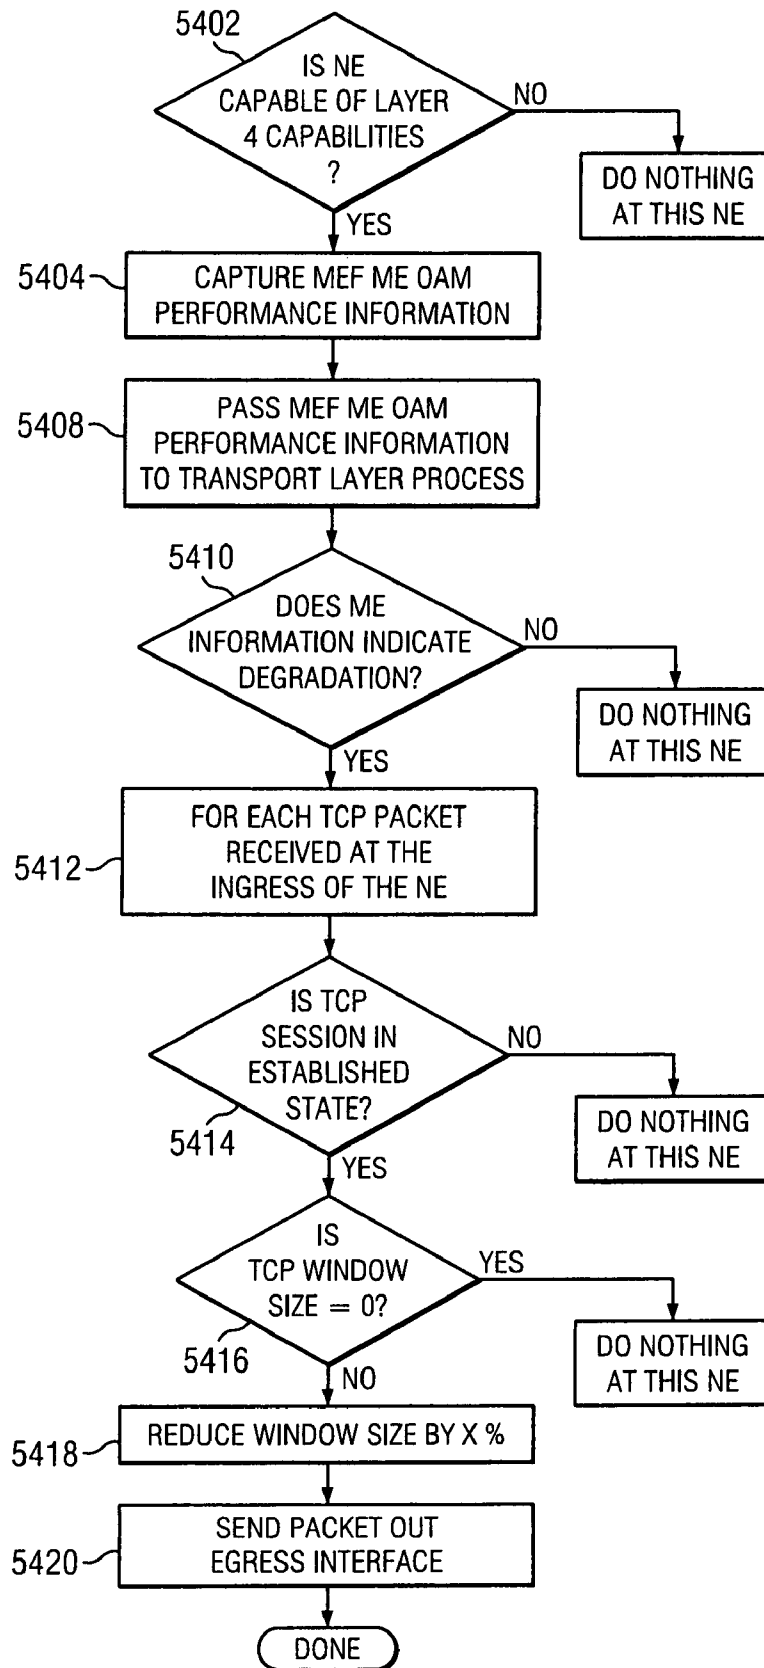 5402
IS NE
CAPABLE OF LAYER
4 CAPABILITIES
?
NO
DO NOTHING
AT THIS NE
YES
5404
CAPTURE MEF ME OAM
PERFORMANCE INFORMATION
5408
PASS MEF ME OAM
PERFORMANCE INFORMATION
TO TRANSPORT LAYER PROCESS
5410
DOES ME
INFORMATION INDICATE
DEGRADATION?
NO
DO NOTHING
AT THIS NE
YES
5412
FOR EACH TCP PACKET
RECEIVED AT THE
INGRESS OF THE NE
IS TCP
SESSION IN
ESTABLISHED
STATE?
5414
NO
DO NOTHING
AT THIS NE
YES
IS
TCP WINDOW
SIZE = 0?
5416
YES
DO NOTHING
AT THIS NE
NO
5418
REDUCE WINDOW SIZE BY X %
5420
SEND PACKET OUT
EGRESS INTERFACE
DONE